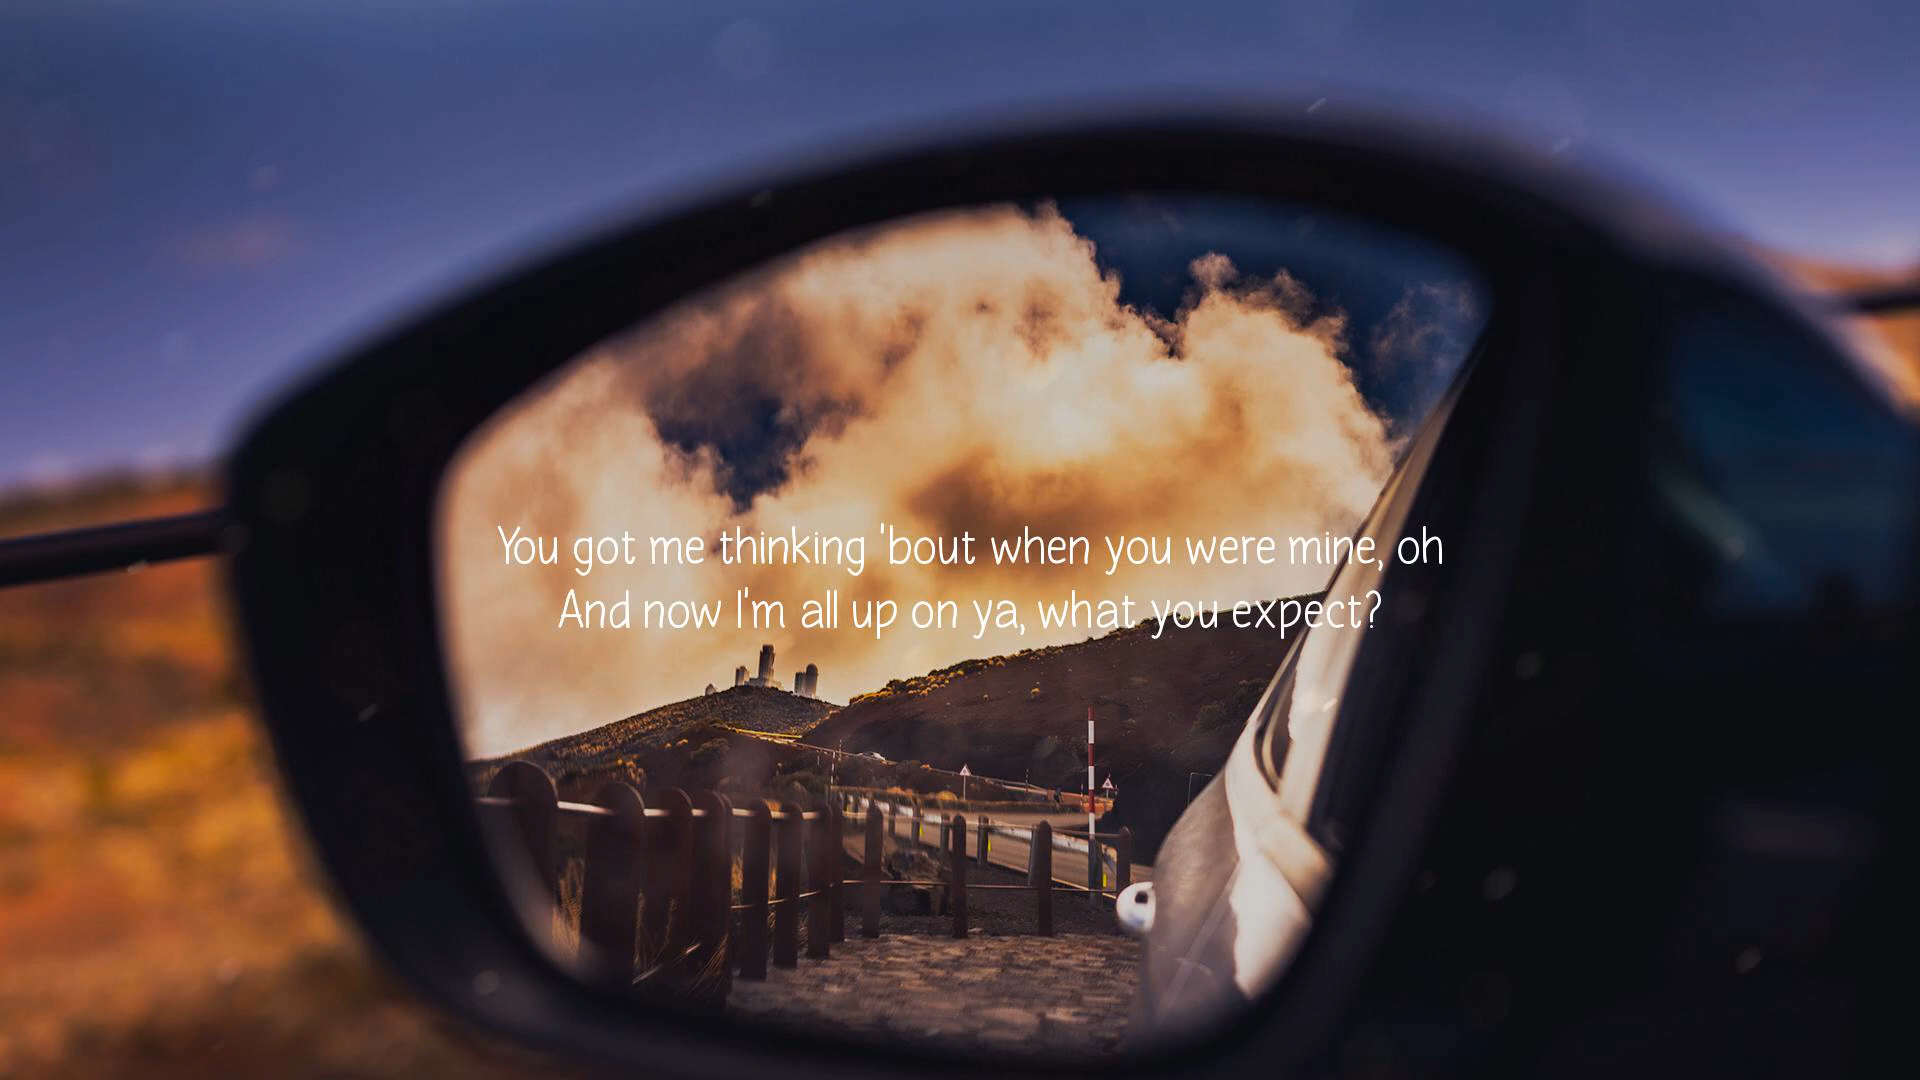 You got me thinking 'bout when you were mine, oh
And now I'm all up on ya, what you expect?